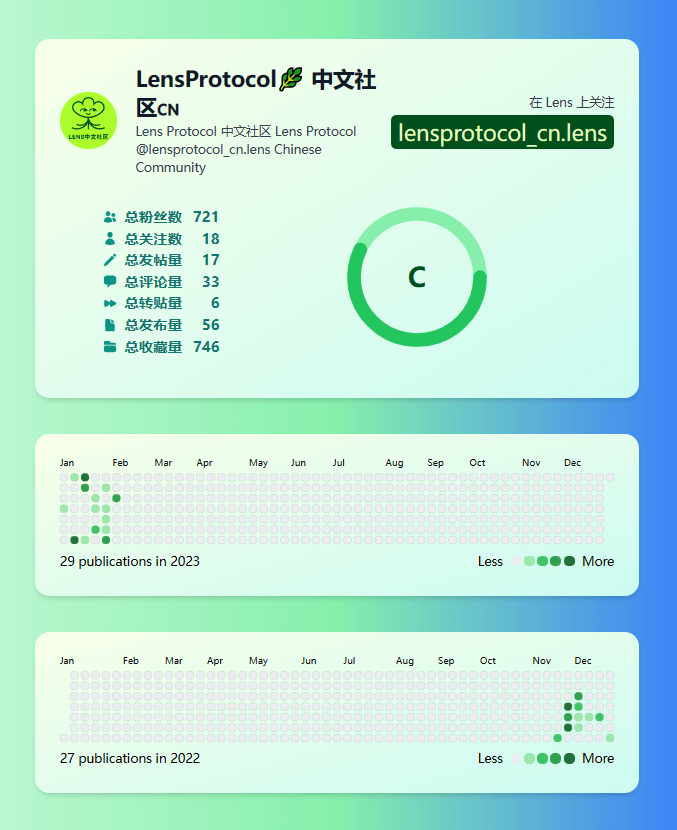 LensProtocol🌿 中文社
区CN
LENS中文社区
Lens Protocol 中文社区 Lens Protocol
@lensprotocol_cn.lens Chinese
Community
在 Lens 上关注
lensprotocol_cn.lens
总粉丝数 721
总关注数 18
总发帖量 17
总评论量 33
总转贴量 6
总发布量 56
总收藏量 746
C
Jan Feb Mar Apr May Jun Jul Aug Sep Oct Nov Dec
29 publications in 2023 Less More
Jan Feb Mar Apr May Jun Jul Aug Sep Oct Nov Dec
27 publications in 2022 Less More